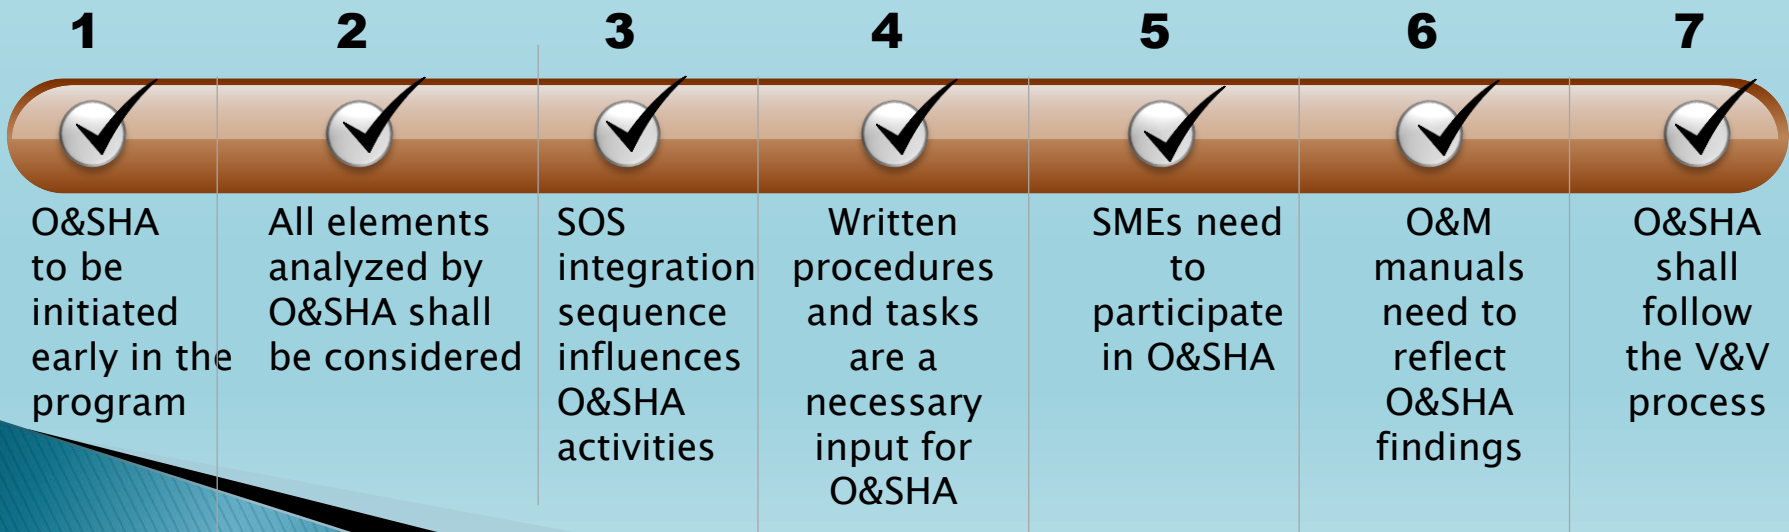 1
O&SHA
to be
initiated
early in the
program
2
All elements
analyzed by
O&SHA shall
be considered
3
SOS
integration
sequence
influences
O&SHA
activities
4
Written
procedures
and tasks
are a
necessary
input for
O&SHA
5
SMEs need
to
participate
in O&SHA
6
O&M
manuals
need to
reflect
O&SHA
findings
7
O&SHA
shall
follow
the V&V
process